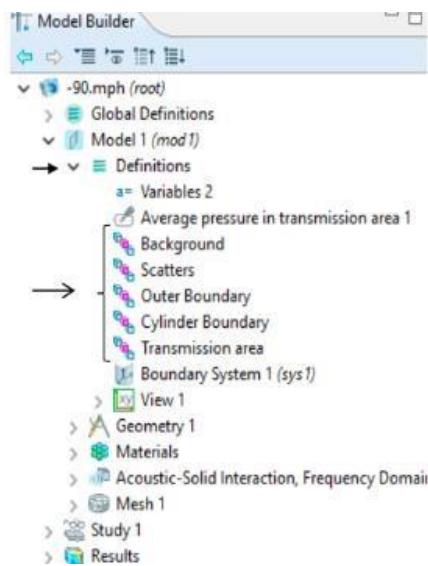 Model Builder
-90.mph (root)
Global Definitions
Model 1 (mod1)
Definitions
a= Variables 2
Average pressure in transmission area 1
Background
Scatters
Outer Boundary
Cylinder Boundary
Transmission area
Boundary System 1 (sys1)
xy View 1
Geometry 1
Materials
Acoustic-Solid Interaction, Frequency Domai
Mesh 1
Study 1
Results